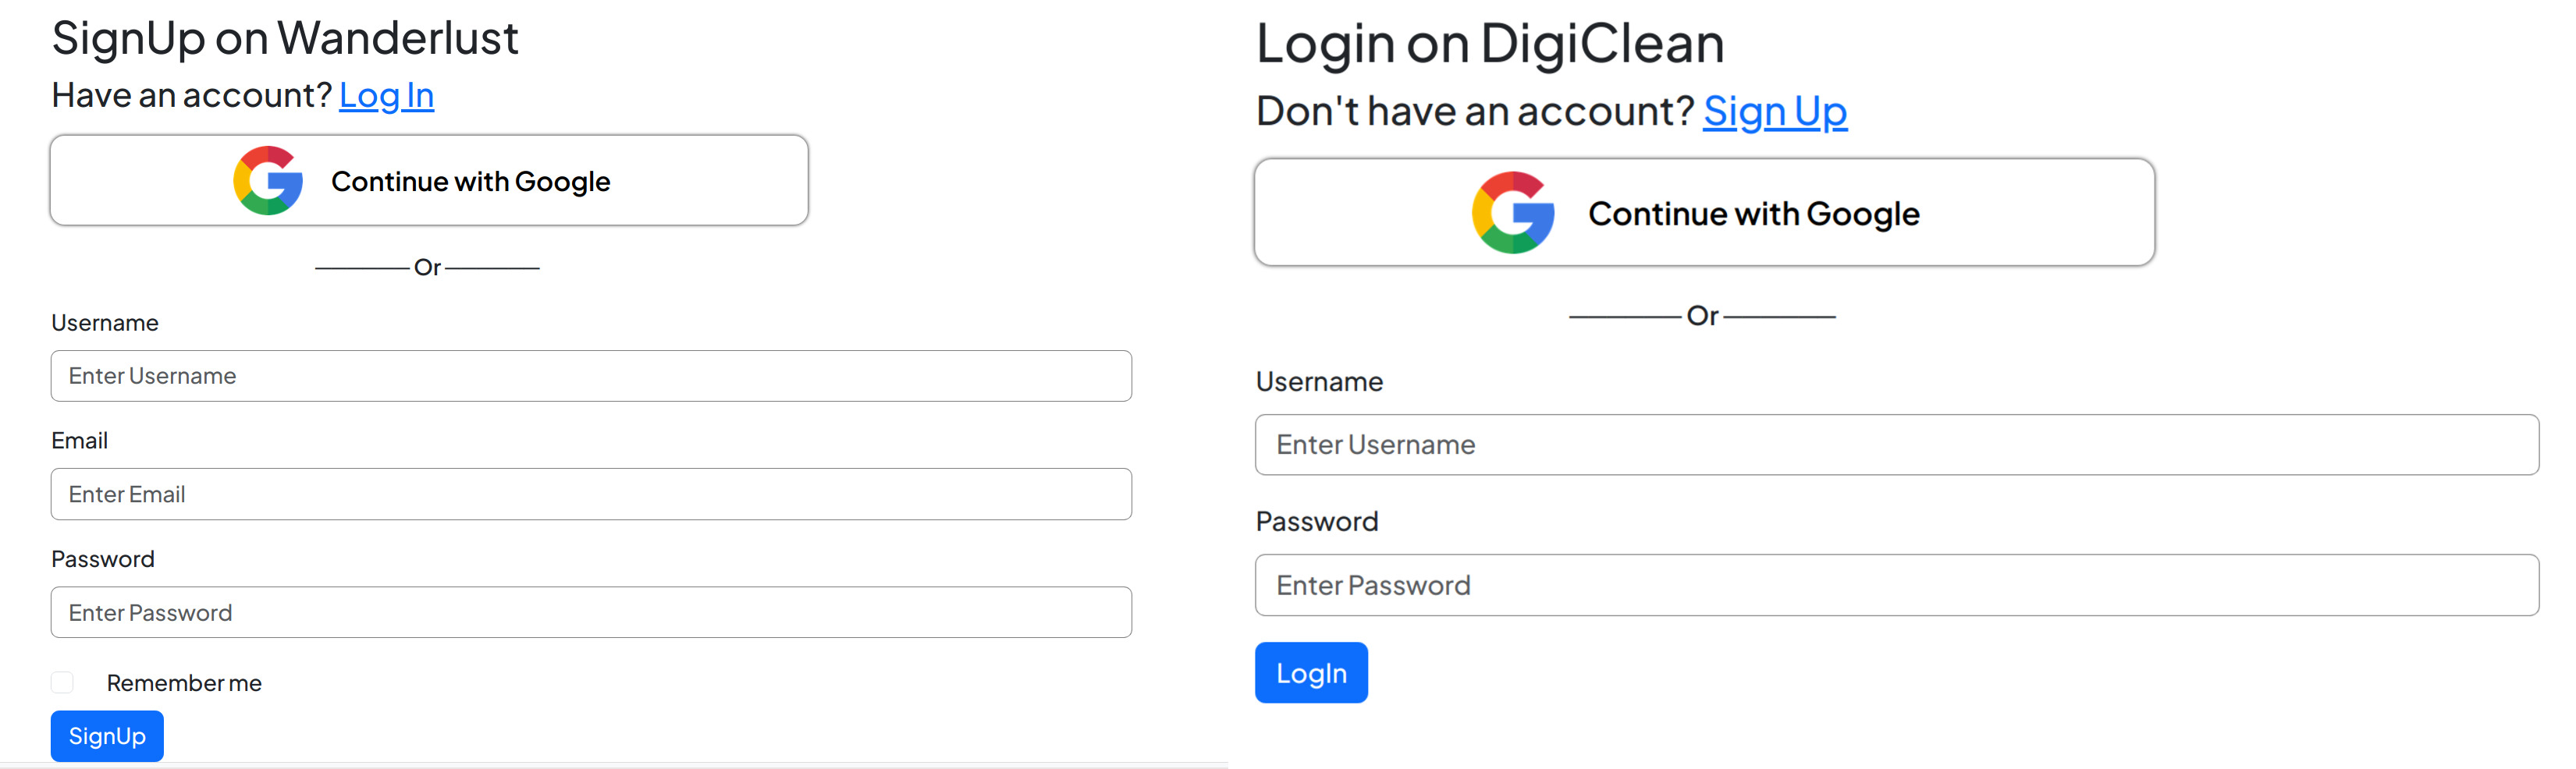 SignUp on Wanderlust
Have an account? Log In
Continue with Google
Or
Username
Enter Username
Email
Enter Email
Password
Enter Password
Remember me
SignUp
Login on DigiClean
Don't have an account? Sign Up
Continue with Google
Or
Username
Enter Username
Password
Enter Password
LogIn